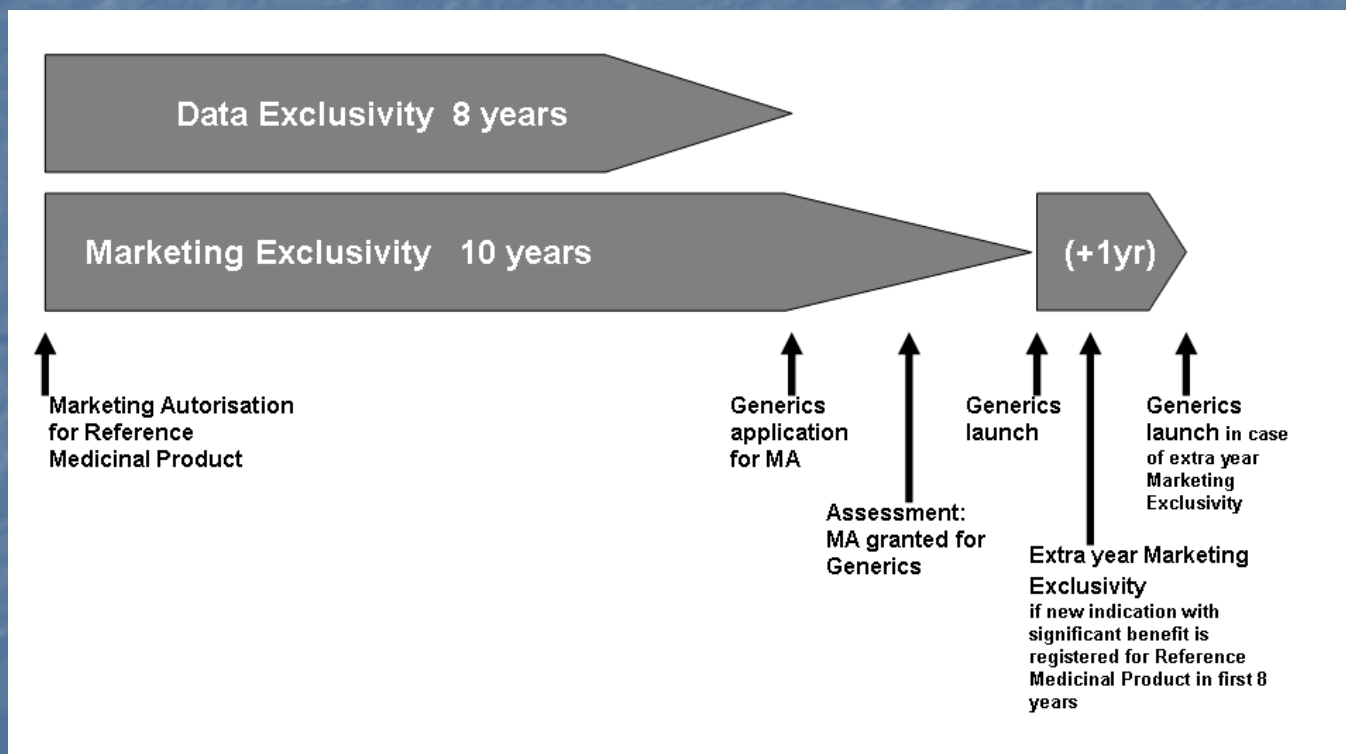 Data Exclusivity 8 years
Marketing Exclusivity 10 years
(+1yr)
Marketing Autorisation
for Reference
Medicinal Product
Generics
application
for MA
Assessment:
MA granted for
Generics
Generics
launch
Extra year Marketing
Exclusivity
if new indication with
significant benefit is
registered for Reference
Medicinal Product in first 8
years
Generics
launch in case
of extra year
Marketing
Exclusivity